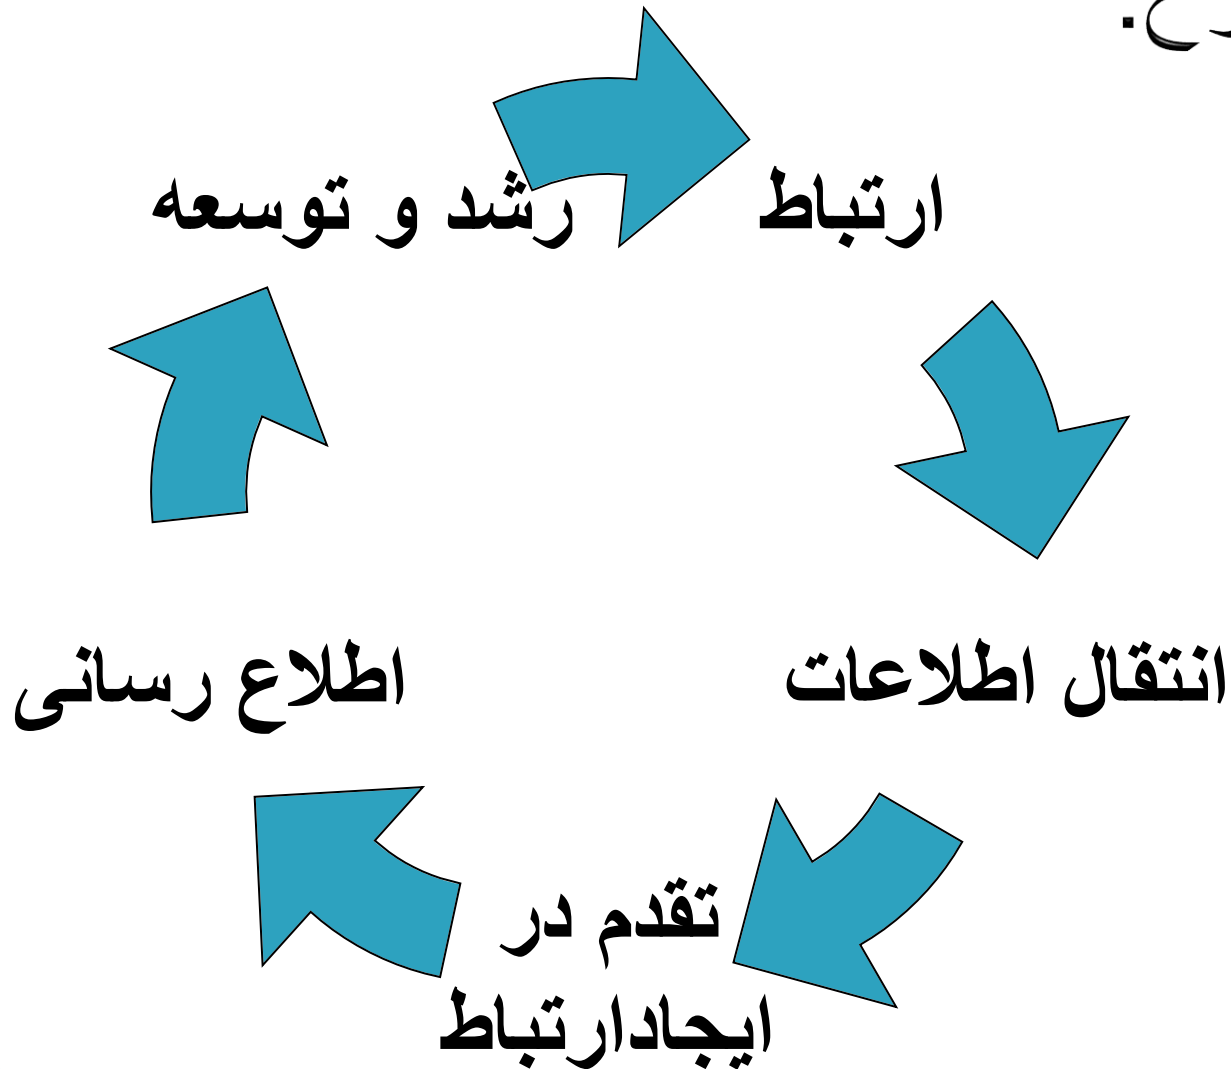 ارتباط
انتقال اطلاعات
تقدم در
ایجادارتباط
اطلاع رسانی
رشد و توسعه